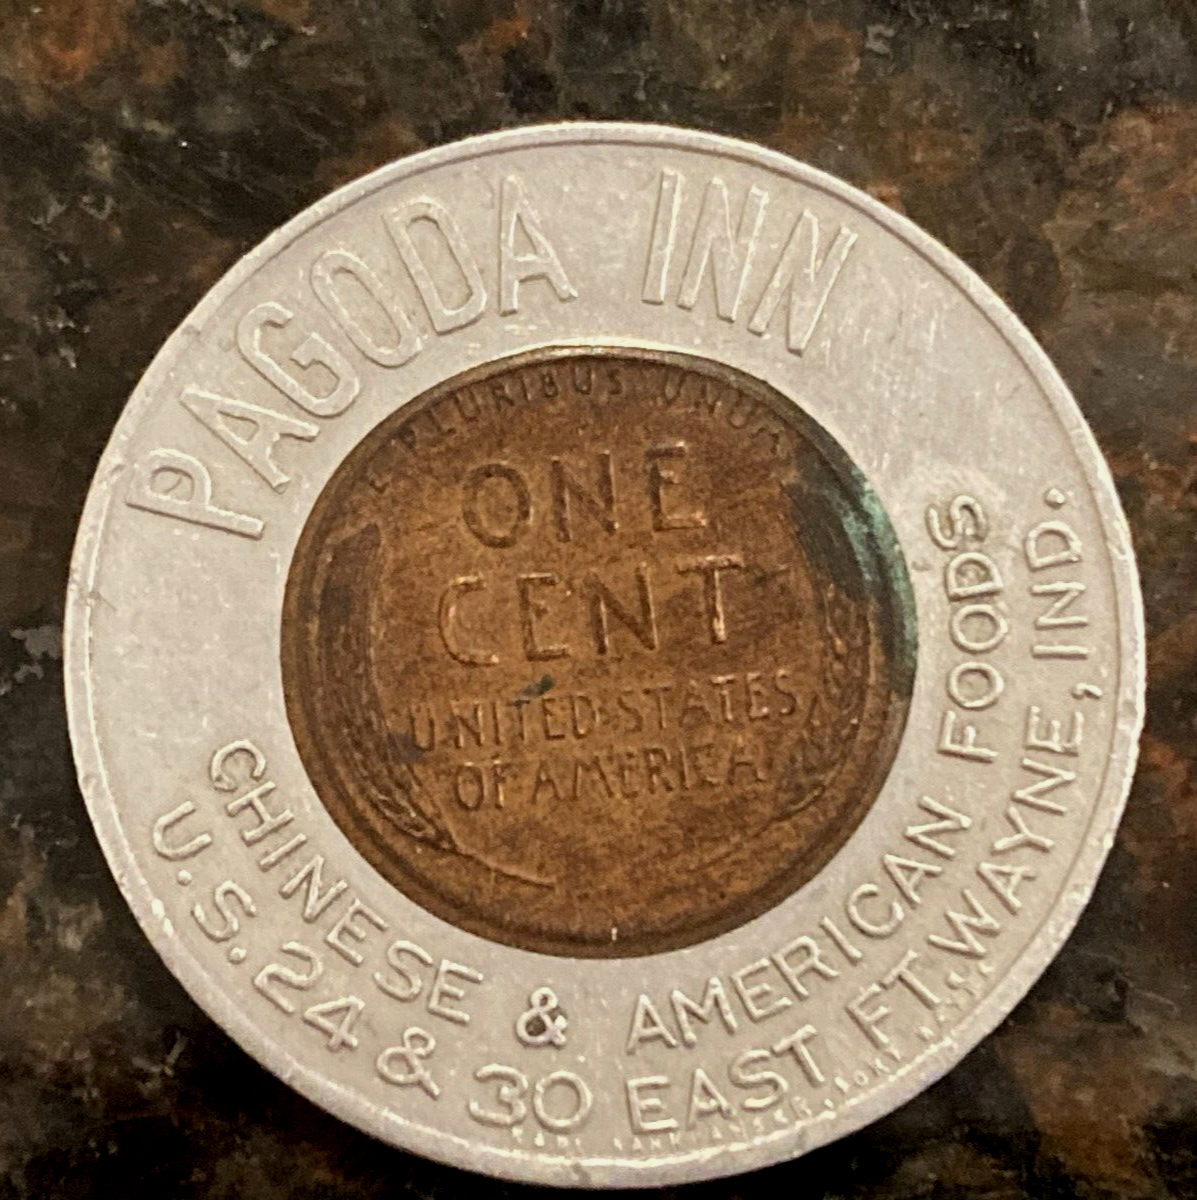 PAGODA INN
E PLURIBUS UNUM
ONE
CENT
UNITED STATES
OF AMERICA
CHINESE & AMERICAN FOODS
U.S. 24 & 30 EAST FT. WAYNE, IND.